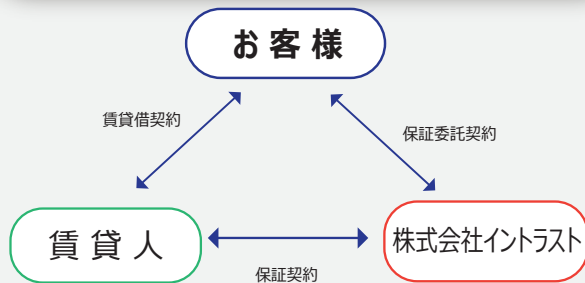 お客様
賃貸借契約
保証委託契約
賃貸人
株式会社イントラスト
保証契約